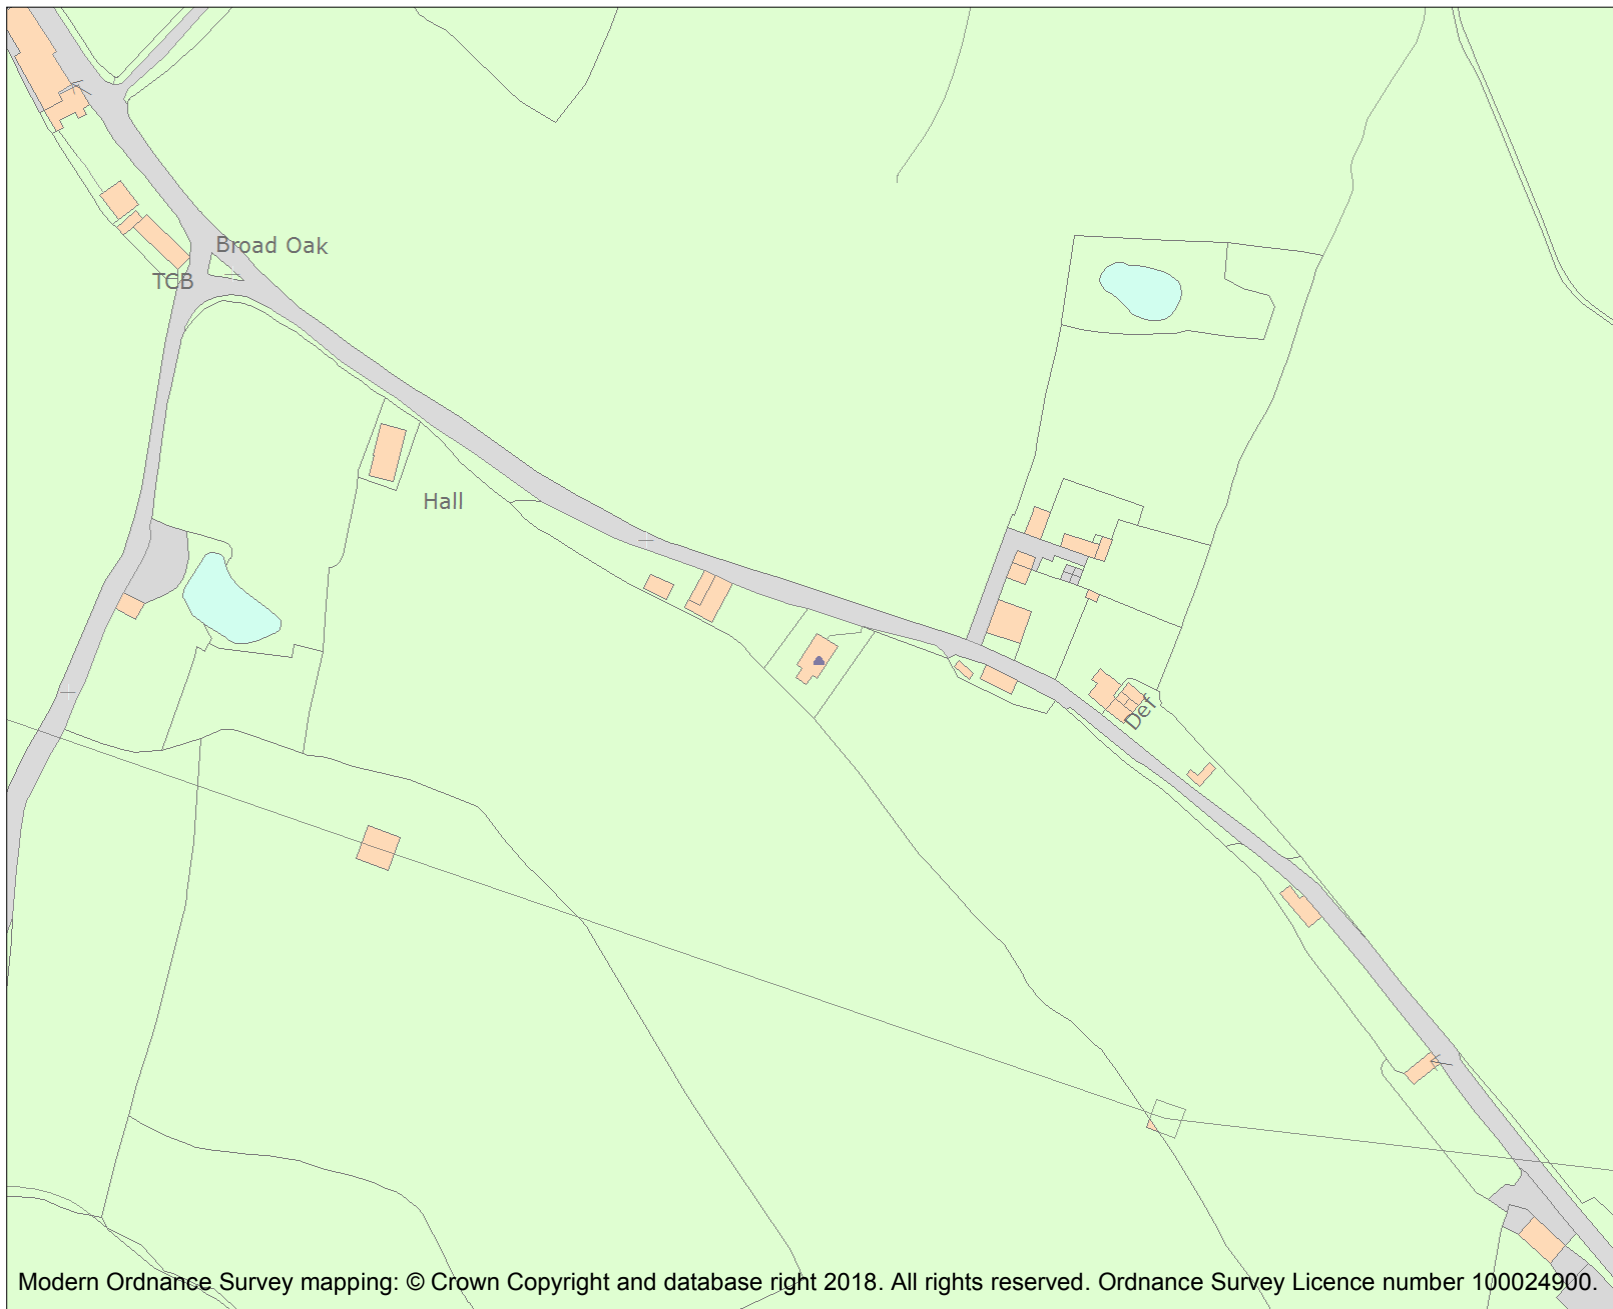 Broad Oak
TCB
Hall
Def
Modern Ordnance Survey mapping: © Crown Copyright and database right 2018. All rights reserved. Ordnance Survey Licence number 100024900.